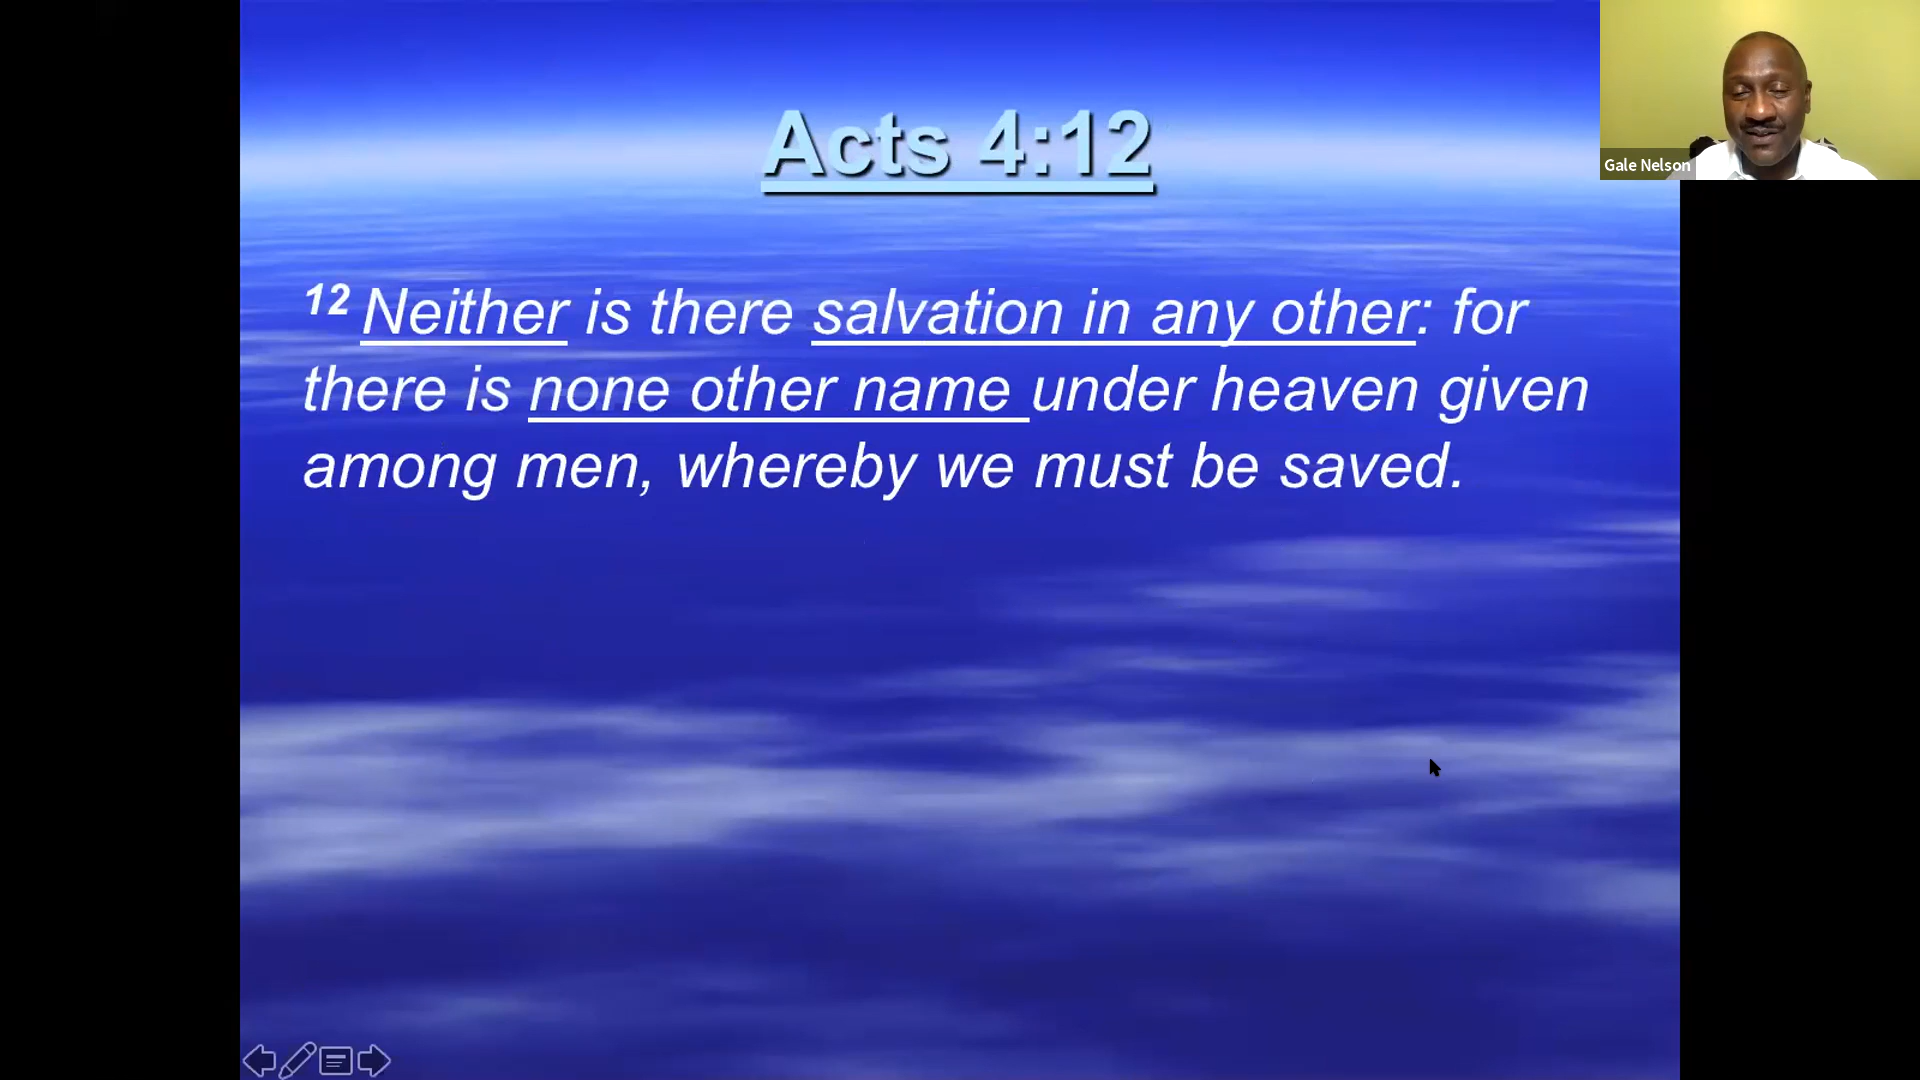 Acts 4:12
12 Neither is there salvation in any other: for
there is none other name under heaven given
among men, whereby we must be saved.
Gale Nelson